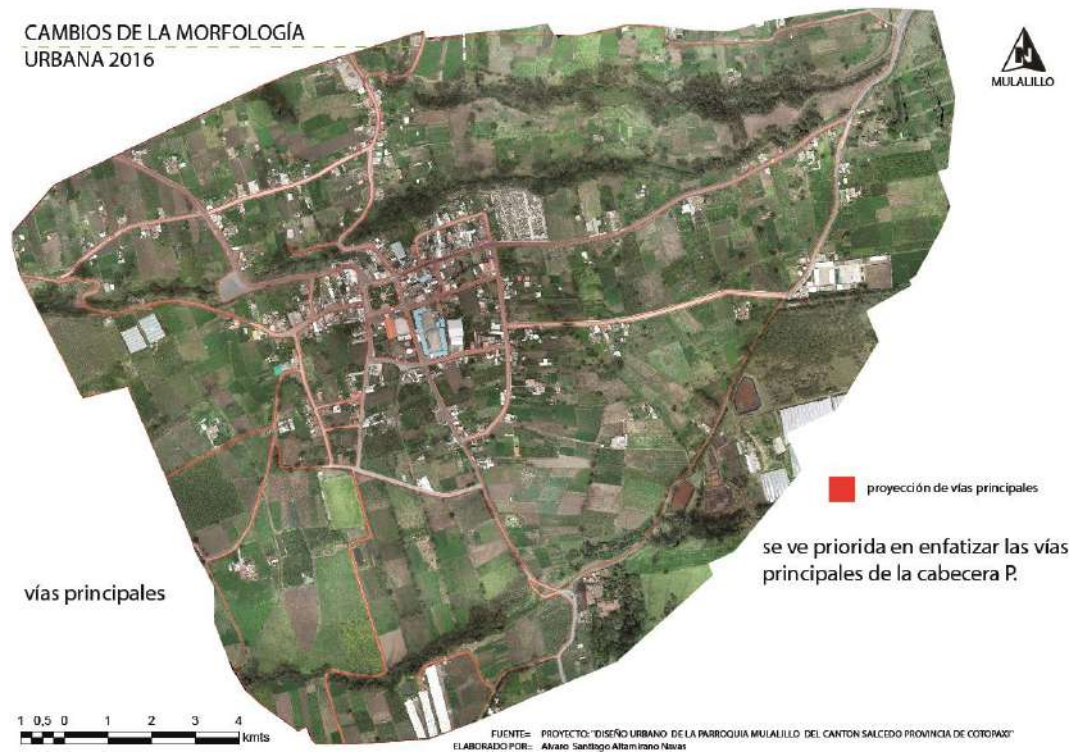 CAMBIOS DE LA MORFOLOGÍA
URBANA 2016
N
MULALILLO
proyección de vías principales
se ve priorida en enfatizar las vías
principales de la cabecera P.
vías principales
1 0,5 0 1 2 3 4
kmts
FUENTE= PROYECTO: "DISEÑO URBANO DE LA PARROQUIA MULALILLO DEL CANTON SALCEDO PROVINCIA DE COTOPAXI"
ELABORADO POR:= Alvaro Santiago Altamirano Navas